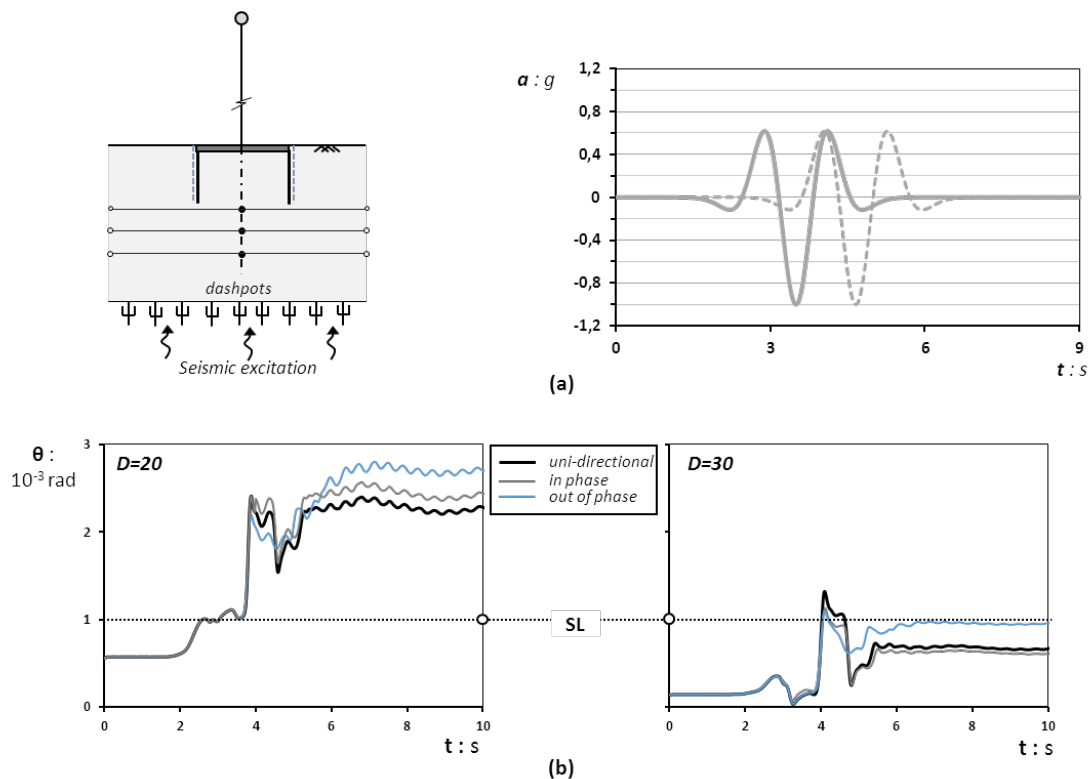 a : g
1,2
0,8
0,4
0
-0,4
-0,8
-1,2
0 3 6 9
t : s
dashpots
Seismic excitation
(a)
θ :
10-3 rad
3
2
1
0
D=20
0 2 4 6 8 10
t : s
uni-directional
in phase
out of phase
SL
D=30
0 2 4 6 8 10
t : s
(b)